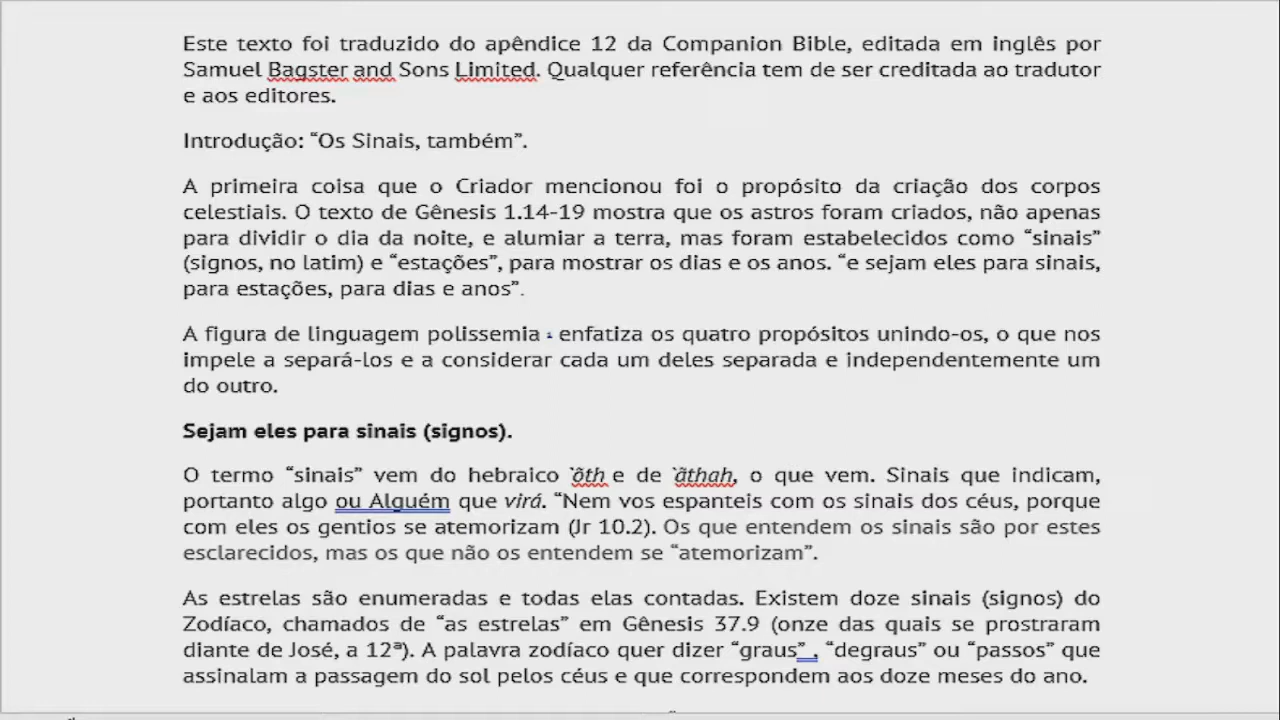 Este texto foi traduzido do apêndice 12 da Companion Bible, editada em inglês por
Samuel Bagster and Sons Limited. Qualquer referência tem de ser creditada ao tradutor
e aos editores.
Introdução: “Os Sinais, também”.
A primeira coisa que o Criador mencionou foi o propósito da criação dos corpos
celestiais. O texto de Gênesis 1.14-19 mostra que os astros foram criados, não apenas
para dividir o dia da noite, e alumiar a terra, mas foram estabelecidos como “sinais”
(signos, no latim) e “estações”, para mostrar os dias e os anos. “e sejam eles para sinais,
para estações, para dias e anos”.
A figura de linguagem polissemia enfatiza os quatro propósitos unindo-os, o que nos
impele a separá-los e a considerar cada um deles separada e independentemente um
do outro.
Sejam eles para sinais (signos).
O termo “sinais” vem do hebraico `õth e de `ãthah, o que vem. Sinais que indicam,
portanto algo ou Alguém que virá. “Nem vos espanteis com os sinais dos céus, porque
com eles os gentios se atemorizam (Jr 10.2). Os que entendem os sinais são por estes
esclarecidos, mas os que não os entendem se “atemorizam”.
As estrelas são enumeradas e todas elas contadas. Existem doze sinais (signos) do
Zodíaco, chamados de “as estrelas” em Gênesis 37.9 (onze das quais se prostraram
diante de José, a 12ª). A palavra zodíaco quer dizer “graus” , “degraus” ou “passos” que
assinalam a passagem do sol pelos céus e que correspondem aos doze meses do ano.